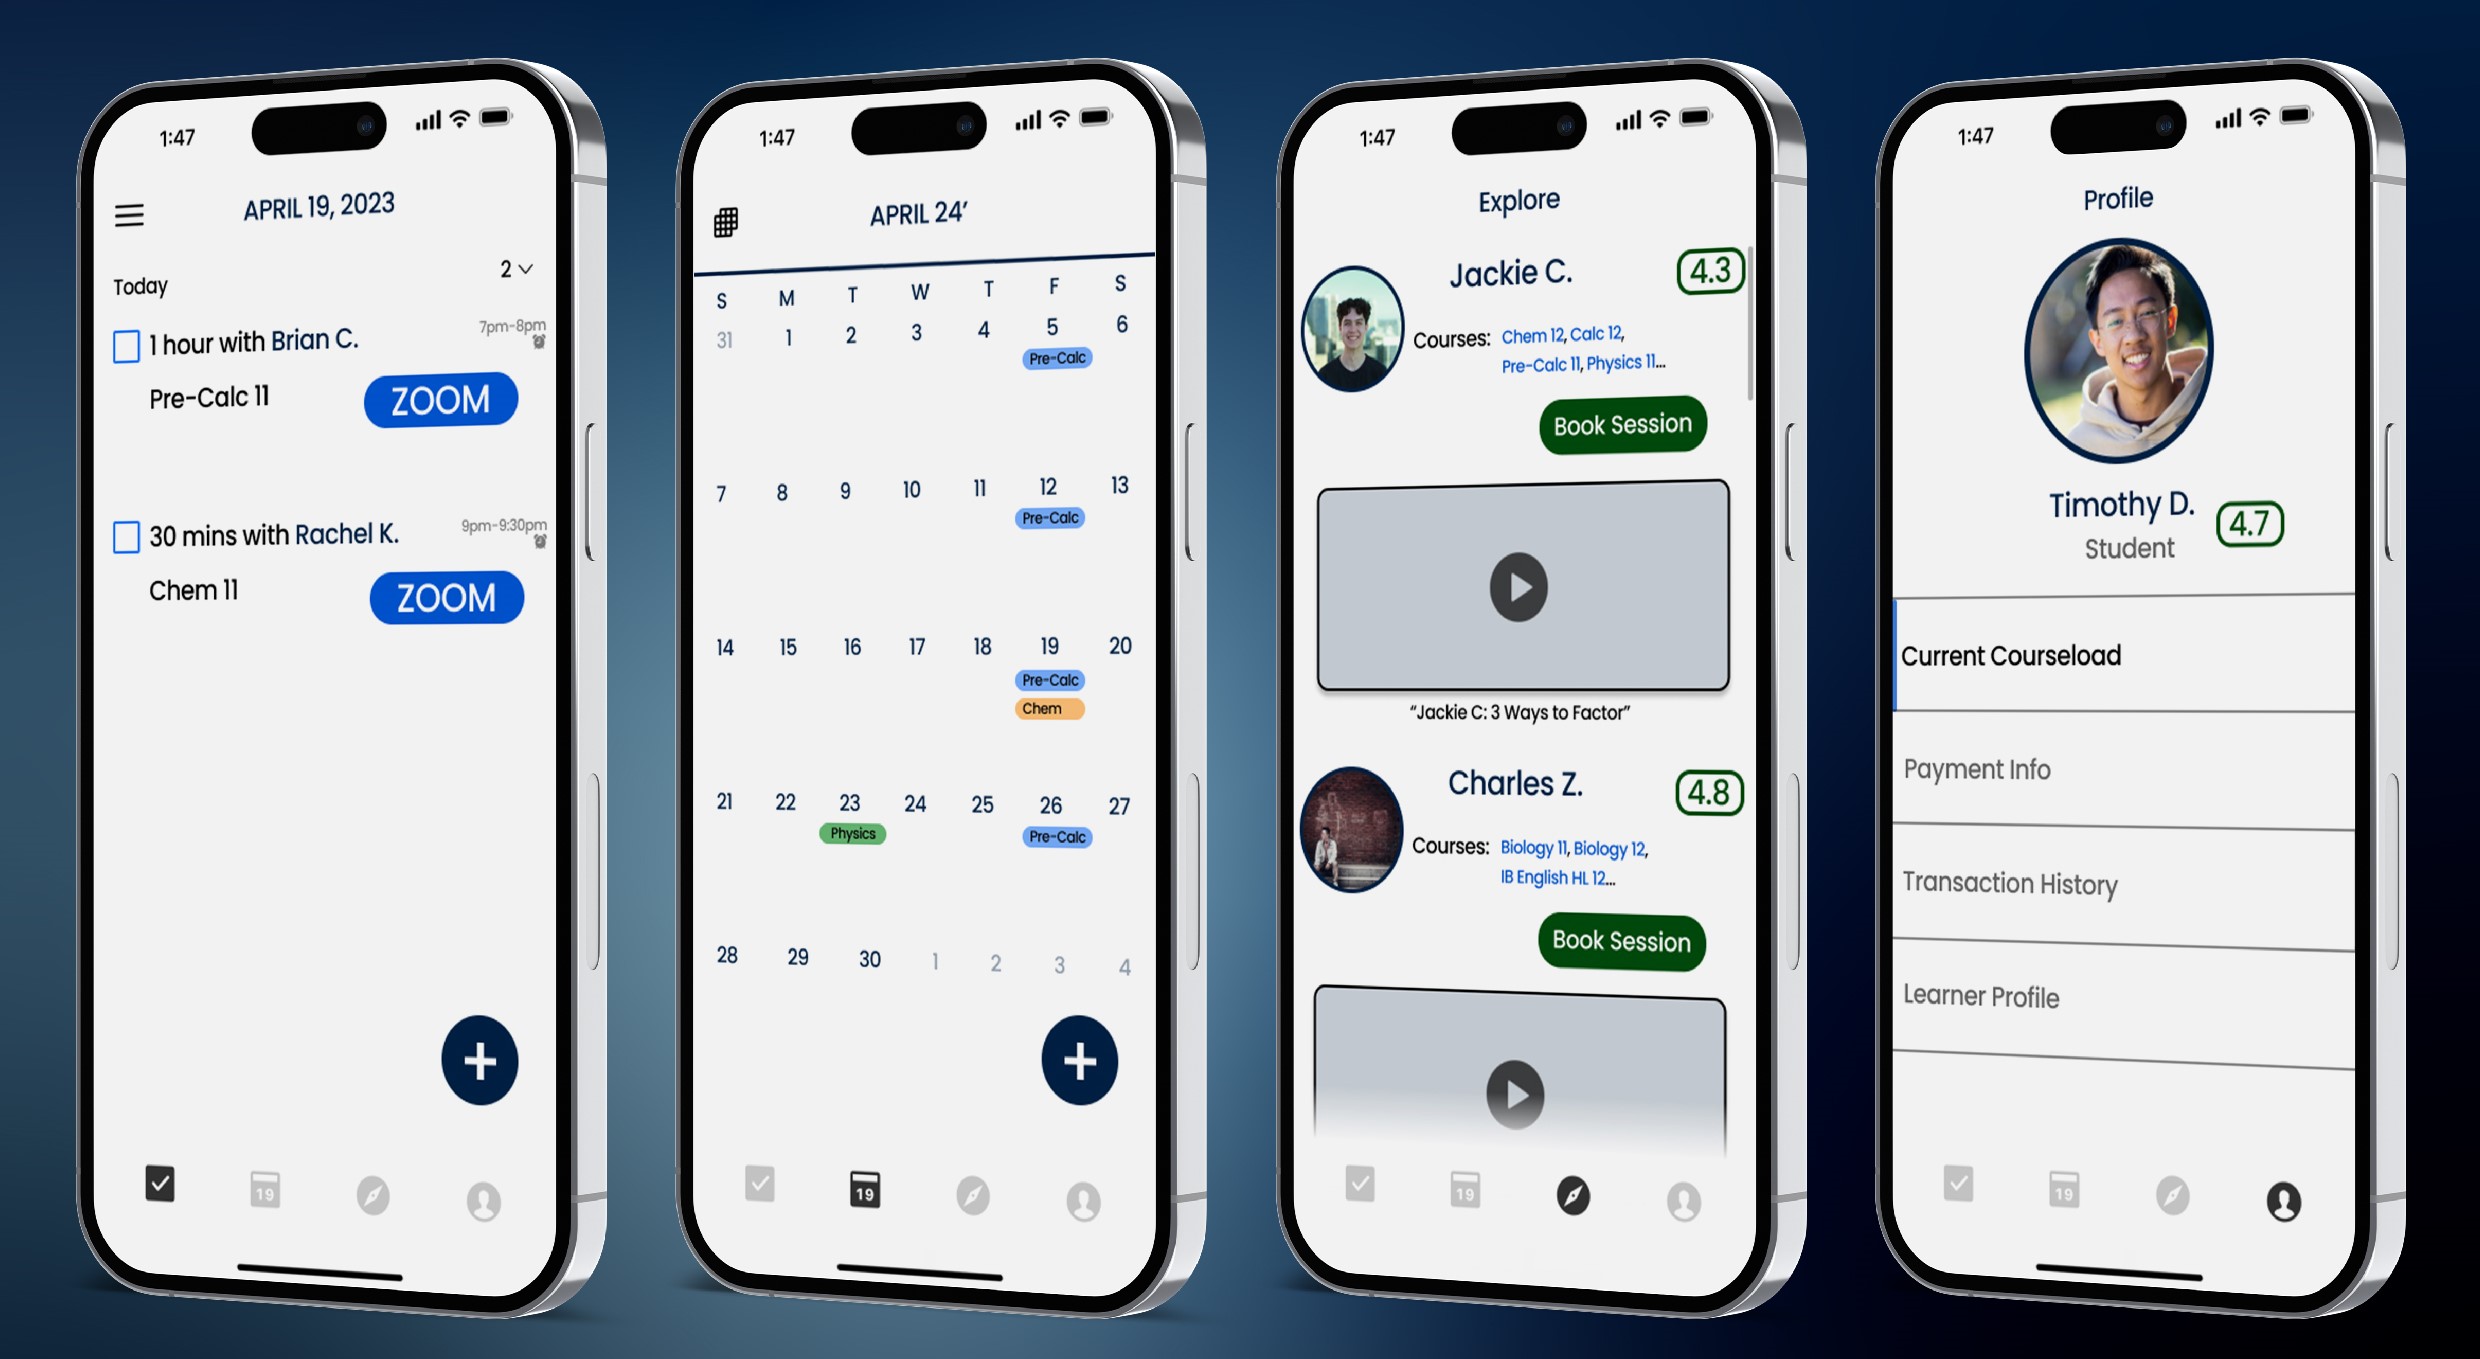 1:47
APRIL 19, 2023
Today
2
1 hour with Brian C.
7pm-8pm
Pre-Calc 11
ZOOM
30 mins with Rachel K.
9pm-9:30pm
Chem 11
ZOOM
19
1:47
APRIL 24'
S M T W T F S
31 1 2 3 4 5 6
Pre-Calc
7 8 9 10 11 12 13
Pre-Calc
14 15 16 17 18 19 20
Pre-Calc
Chem
21 22 23 24 25 26 27
Physics Pre-Calc
28 29 30 1 2 3 4
19
1:47
Explore
Jackie C.
4.3
Courses: Chem 12, Calc 12,
Pre-Calc 11, Physics 11...
Book Session
“Jackie C: 3 Ways to Factor”
Charles Z.
4.8
Courses: Biology 11, Biology 12,
IB English HL 12...
Book Session
19
1:47
Profile
Timothy D.
4.7
Student
Current Courseload
Payment Info
Transaction History
Learner Profile
19